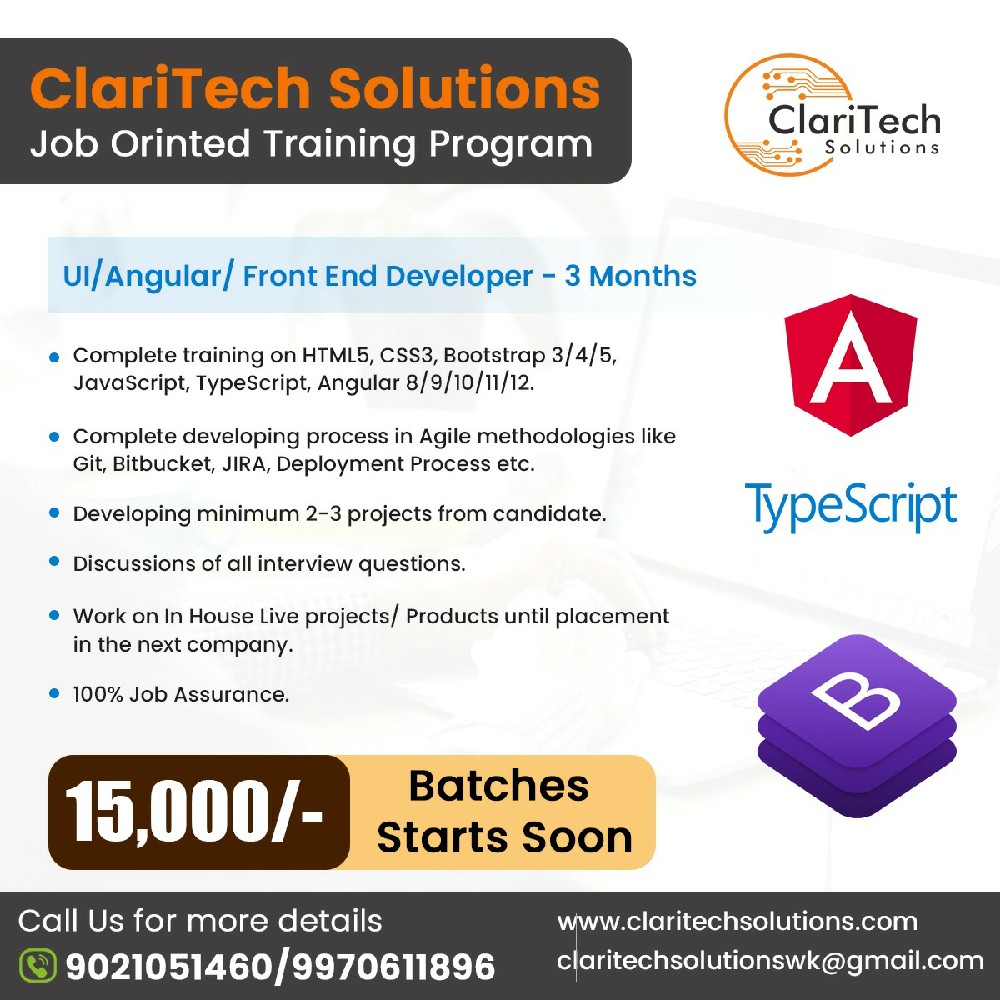 ClariTech Solutions
Job Orinted Training Program
ClariTech
Solutions
UI/Angular/ Front End Developer - 3 Months
• Complete training on HTML5, CSS3, Bootstrap 3/4/5,
JavaScript, TypeScript, Angular 8/9/10/11/12.
• Complete developing process in Agile methodologies like
Git, Bitbucket, JIRA, Deployment Process etc.
• Developing minimum 2-3 projects from candidate.
• Discussions of all interview questions.
• Work on In House Live projects/ Products until placement
in the next company.
• 100% Job Assurance.
A
TypeScript
B
15,000/-
Batches
Starts Soon
Call Us for more details
9021051460/9970611896
www.claritechsolutions.com
claritechsolutionswk@gmail.com